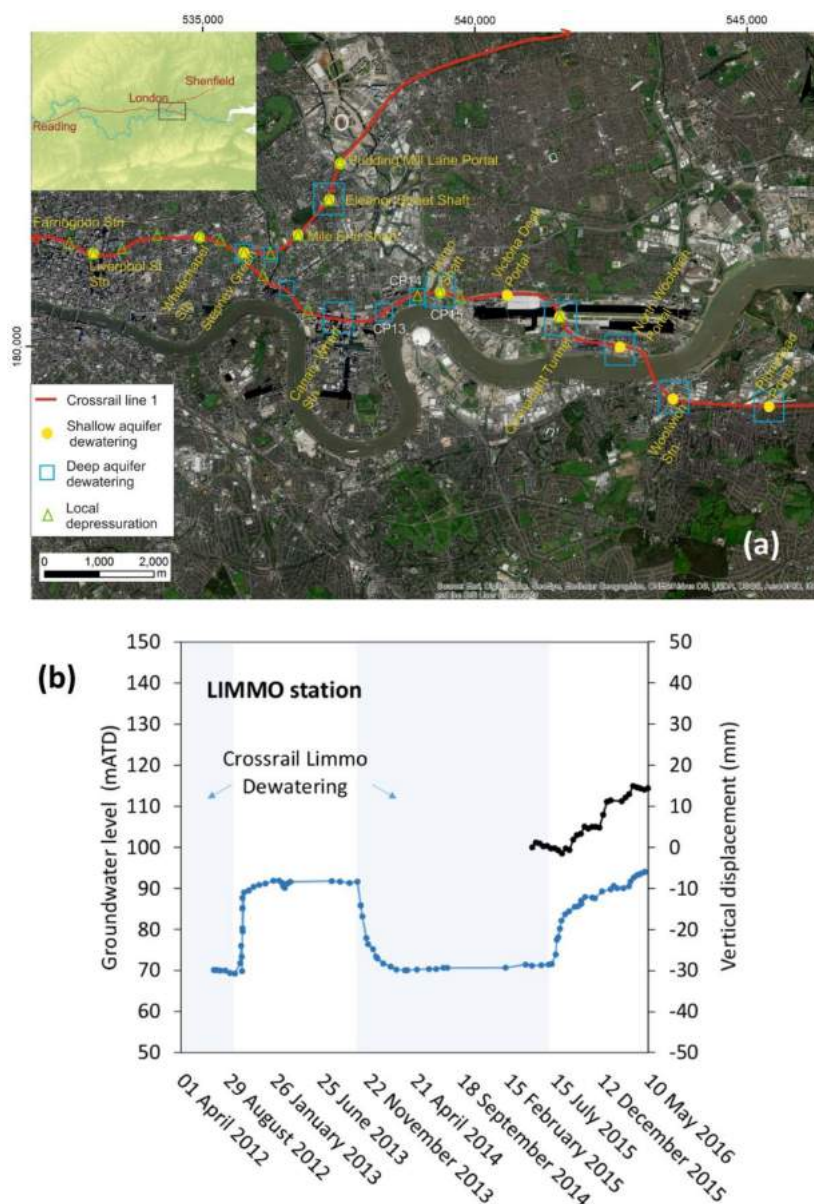 535,000
540,000
545,000
180,000
Shenfield
London
Reading
Pudding Mill Lane Portal
Eleanor Street Shaft
Mile End Shaft
Farringdon Stn
Liverpool St
Stn
Whitechapel
Stn
Stepney Green
Canary Wharf
Stn
CP13
CP14
CP15
Limmo
Shaft
Victoria Dock
Portal
Connaught Tunnel
North Woolwich
Portal
Woolwich
Stn
Plumstead
Portal
Crossrail line 1
Shallow aquifer
dewatering
Deep aquifer
dewatering
Local
depressuration
0 1,000 2,000
m
(a)
(b)
LIMMO station
Crossrail Limmo
Dewatering
Groundwater level (mATD)
150
140
130
120
110
100
90
80
70
60
50
Vertical displacement (mm)
50
40
30
20
10
0
-10
-20
-30
-40
-50
01 April 2012
29 August 2012
26 January 2013
25 June 2013
22 November 2013
21 April 2014
18 September 2014
15 February 2015
15 July 2015
12 December 2015
10 May 2016